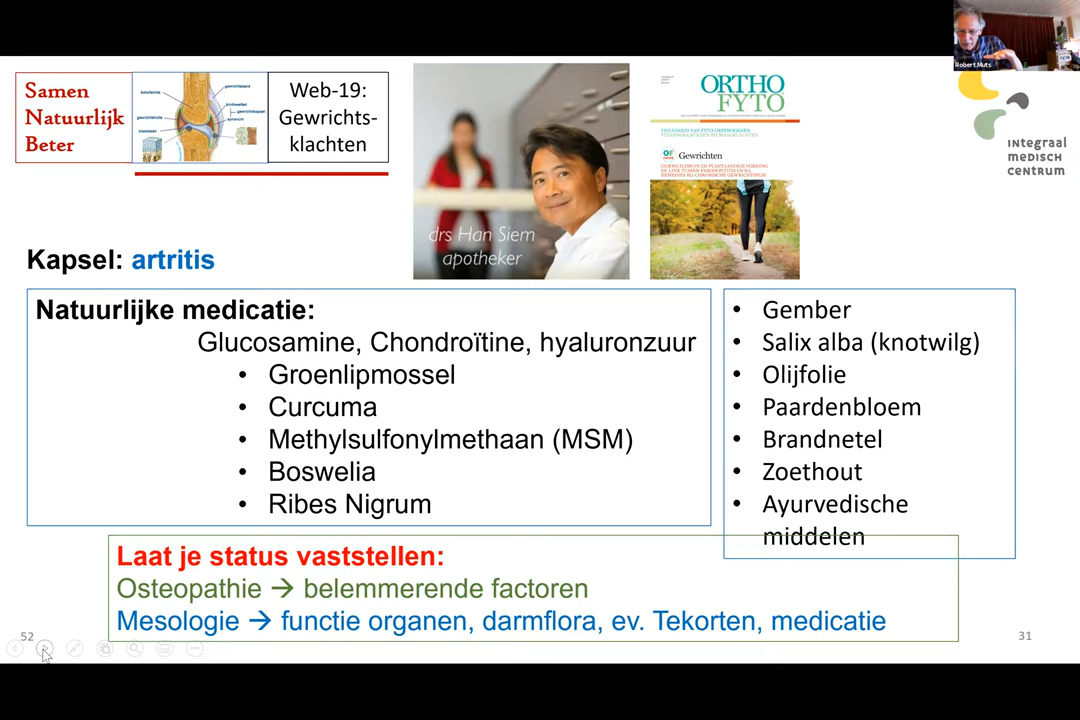 Robert Muts
Samen
Natuurlijk
Beter
Web-19:
Gewrichts-
klachten
drs Han Siem
apotheker
ORTHO
FYTO
Gewrichten
INTEGRAAL
MEDISCH
CENTRUM
Kapsel: artritis
Natuurlijke medicatie:
Glucosamine, Chondroïtine, hyaluronzuur
• Groenlipmossel
• Curcuma
• Methylsulfonylmethaan (MSM)
• Boswelia
• Ribes Nigrum
• Gember
• Salix alba (knotwilg)
• Olijfolie
• Paardenbloem
• Brandnetel
• Zoethout
• Ayurvedische
middelen
Laat je status vaststellen:
Osteopathie → belemmerende factoren
Mesologie → functie organen, darmflora, ev. Tekorten, medicatie
52
31